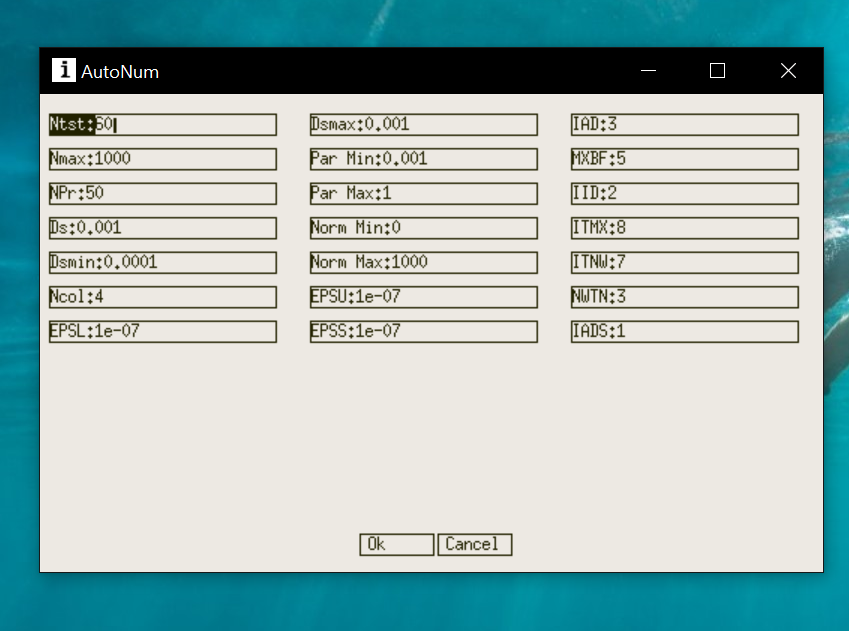 AutoNum
Ntst:60
Dsmax:0.001
IAD:3
Nmax:1000
Par Min:0.001
MXBF:5
NPr:50
Par Max:1
IID:2
Ds:0.001
Norm Min:0
ITMX:8
Dsmin:0.0001
Norm Max:1000
ITNW:7
Ncol:4
EPSU:1e-07
NWTN:3
EPSL:1e-07
EPSS:1e-07
IADS:1
Ok
Cancel